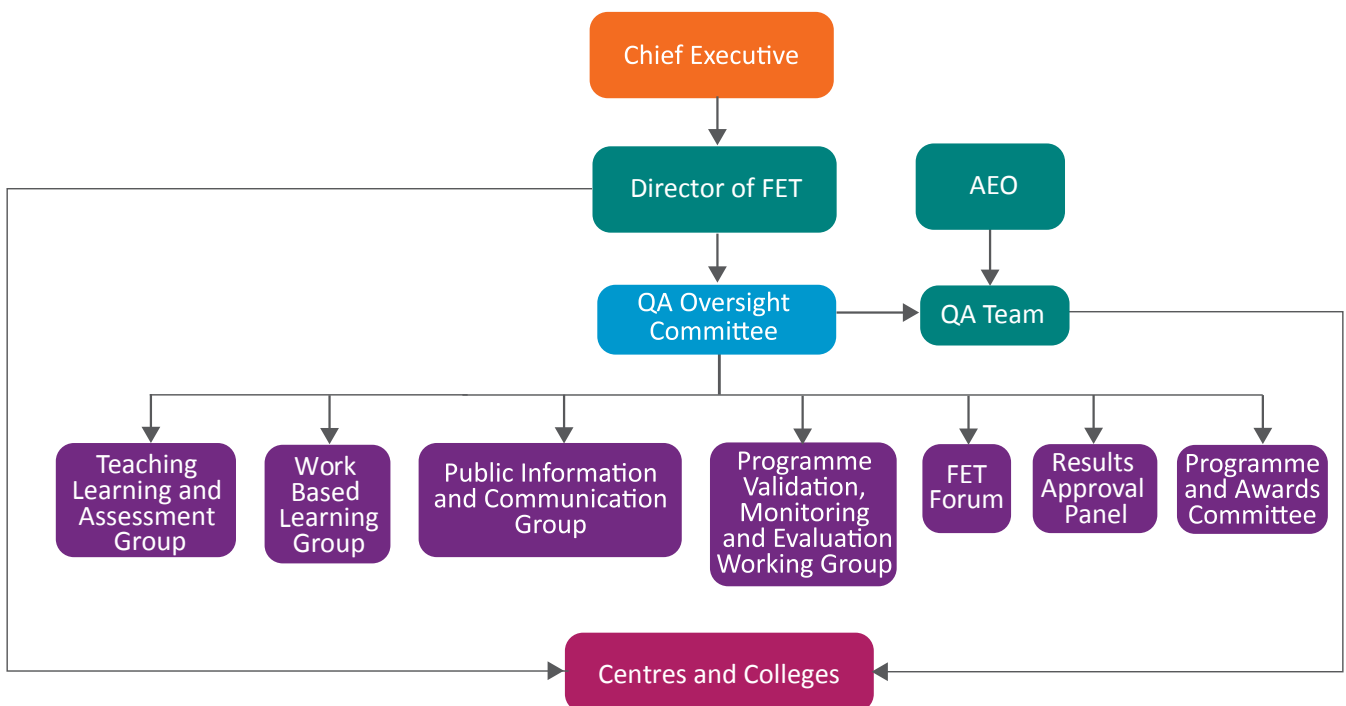 Chief Executive
Director of FET
AEO
QA Oversight
Committee
QA Team
Teaching
Learning and
Assessment
Group
Work
Based
Learning
Group
Public Information
and Communication
Group
Programme
Validation,
Monitoring
and Evaluation
Working Group
FET
Forum
Results
Approval
Panel
Programme
and Awards
Committee
Centres and Colleges